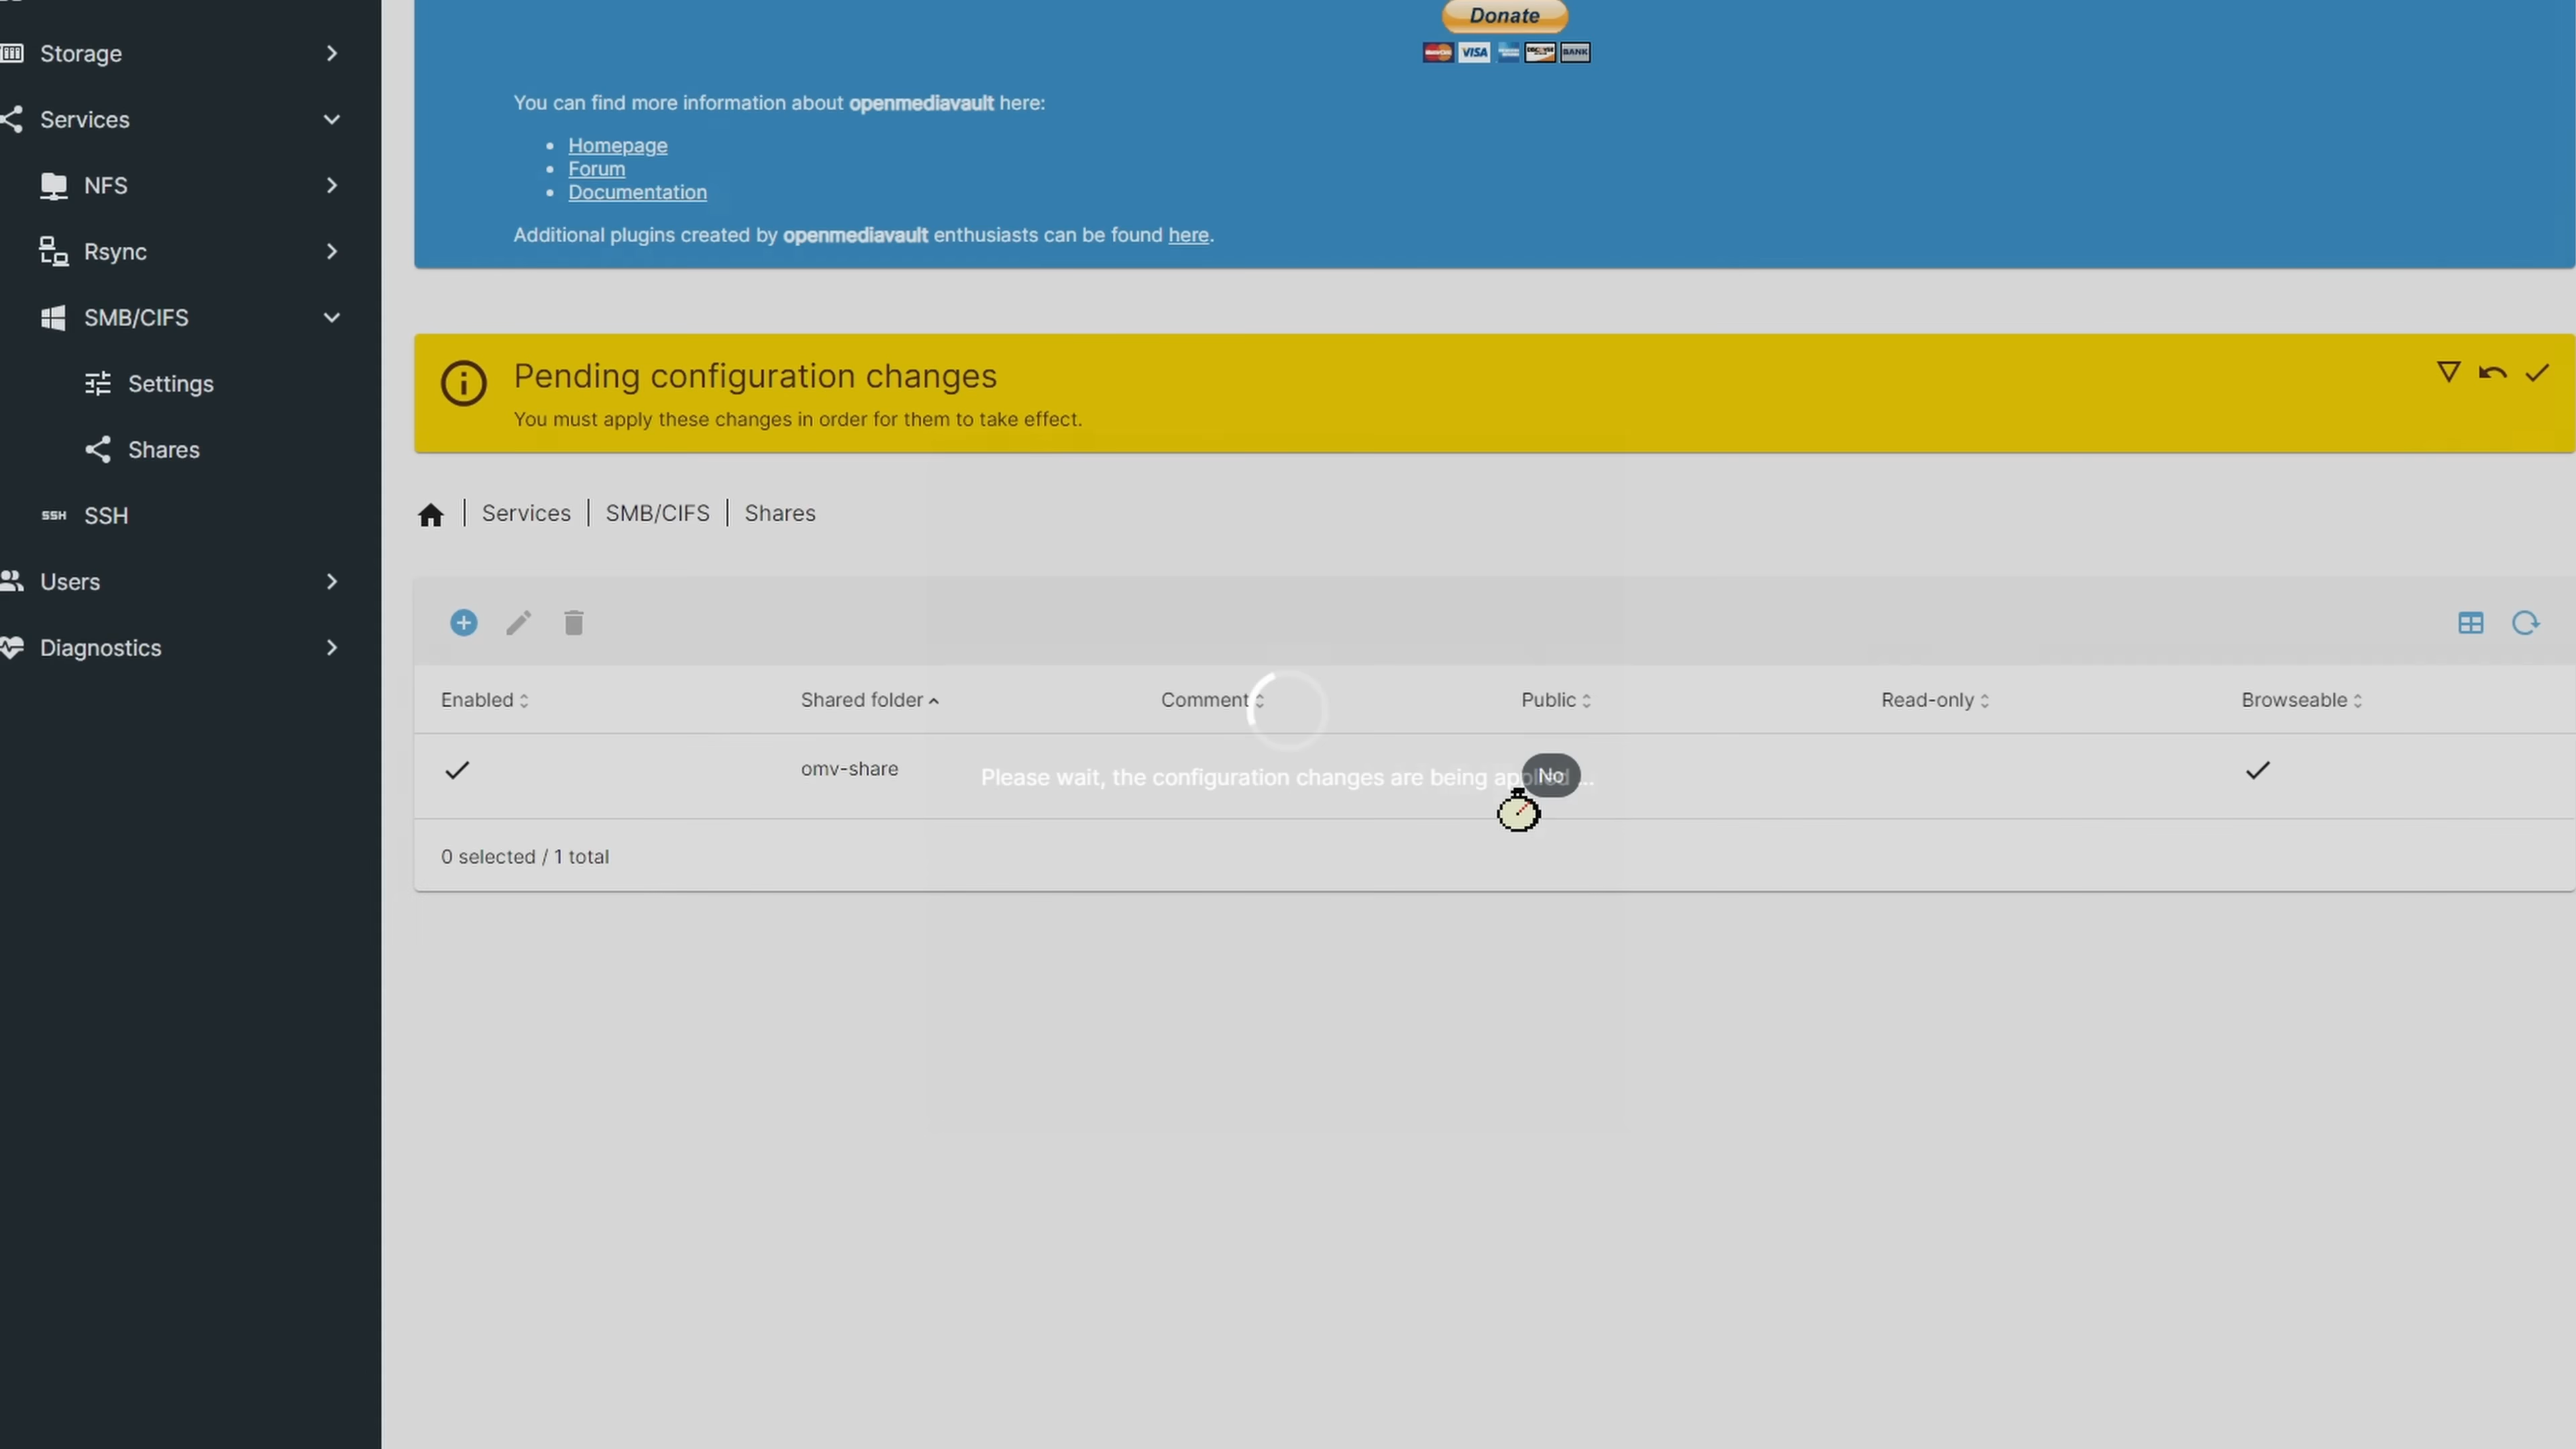 Storage
Services
NFS
Rsync
SMB/CIFS
Settings
Shares
SSH
SSH
Users
Diagnostics
Donate
VISA
BANK
You can find more information about openmediavault here:
Homepage
Forum
Documentation
Additional plugins created by openmediavault enthusiasts can be found here.
Pending configuration changes
You must apply these changes in order for them to take effect.
Services | SMB/CIFS | Shares
Enabled Shared folder Comment Public Read-only Browseable
omv-share No
Please wait, the configuration changes are being applied ...
0 selected / 1 total